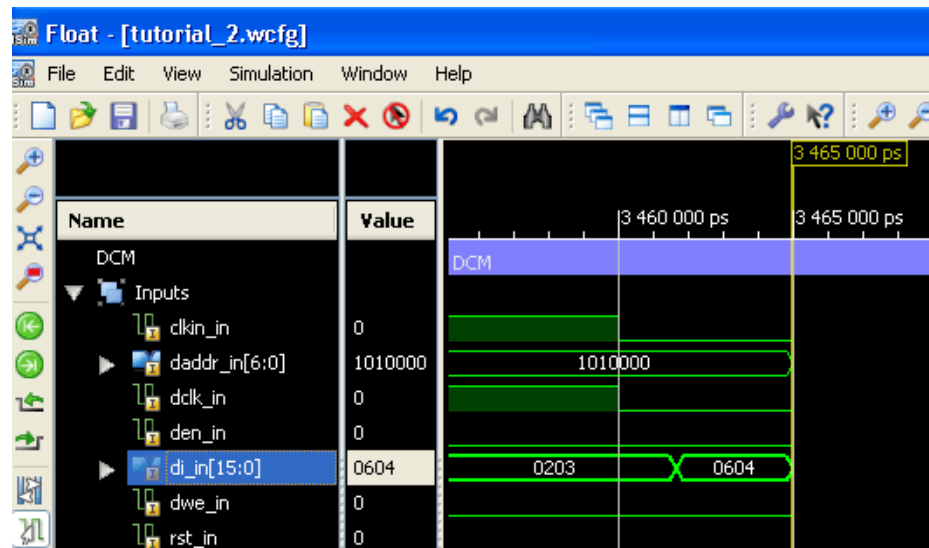 Float - [tutorial_2.wcfg]
File Edit View Simulation Window Help
3 465 000 ps
Name Value 3 460 000 ps 3 465 000 ps
DCM DCM
Inputs
clkin_in 0
daddr_in[6:0] 1010000 1010000
dclk_in 0
den_in 0
di_in[15:0] 0604 0203 0604
dwe_in 0
rst_in 0